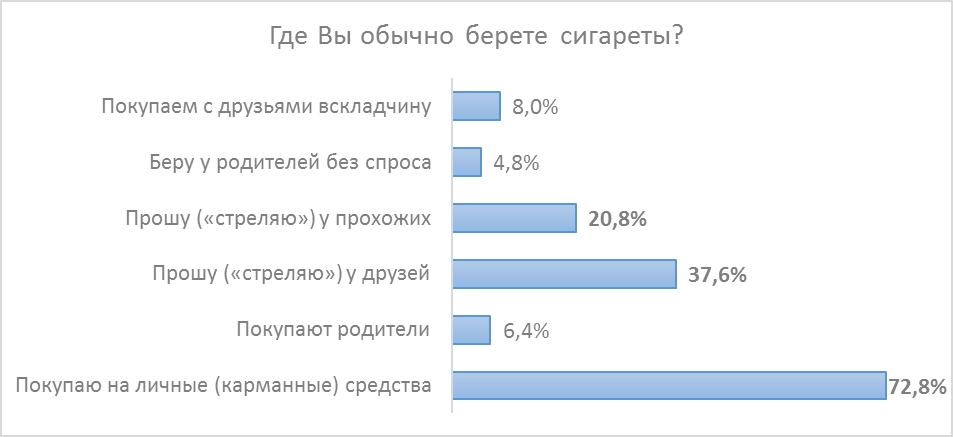 Где Вы обычно берете сигареты?
Покупаем с друзьями вскладчину 8,0%
Беру у родителей без спроса 4,8%
Прошу («стреляю») у прохожих 20,8%
Прошу («стреляю») у друзей 37,6%
Покупают родители 6,4%
Покупаю на личные (карманные) средства 72,8%